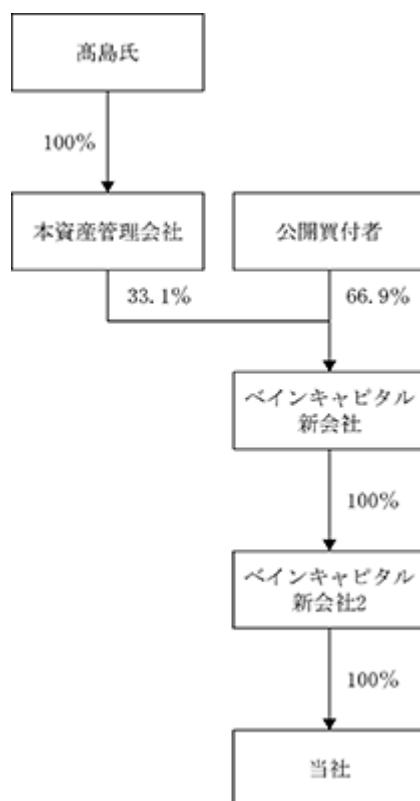 髙島氏
100%
本資産管理会社
公開買付者
33.1%
66.9%
ベインキャピタル
新会社
100%
ベインキャピタル
新会社2
100%
当社